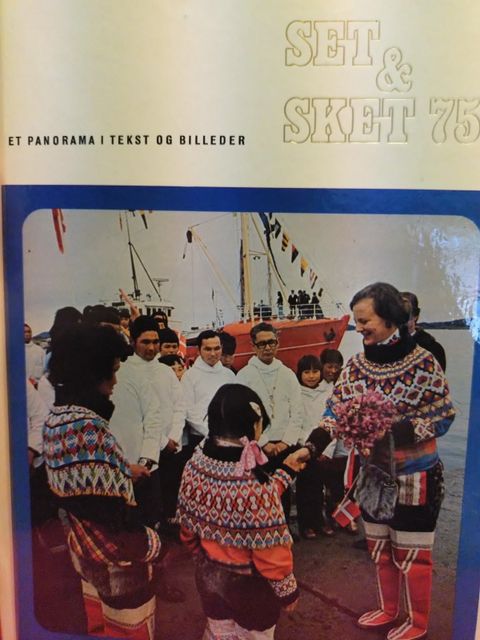 SET
&
SKET 75
ET PANORAMA I TEKST OG BILLEDER